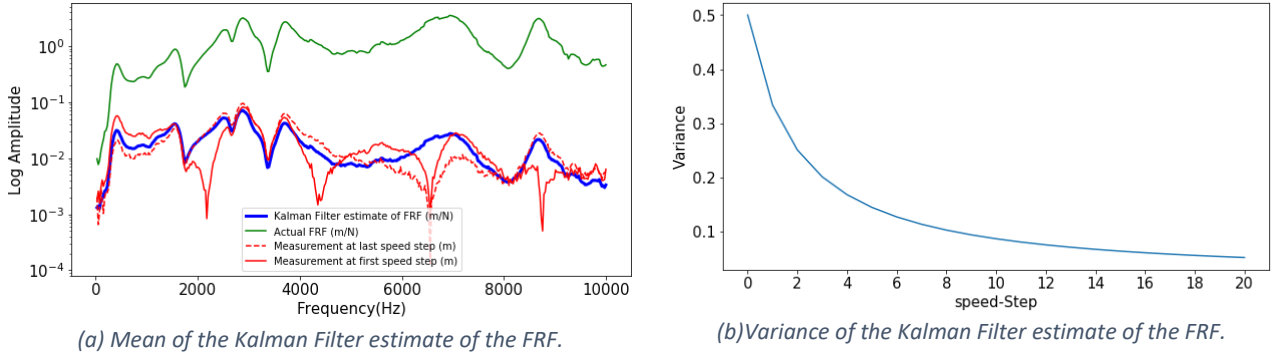 Log Amplitude
10⁰
10⁻¹
10⁻²
10⁻³
10⁻⁴
Kalman Filter estimate of FRF (m/N)
Actual FRF (m/N)
Measurement at last speed step (m)
Measurement at first speed step (m)
0 2000 4000 6000 8000 10000
Frequency(Hz)
(a) Mean of the Kalman Filter estimate of the FRF.
Variance
0.5
0.4
0.3
0.2
0.1
0 2 4 6 8 10 12 14 16 18 20
speed-Step
(b)Variance of the Kalman Filter estimate of the FRF.